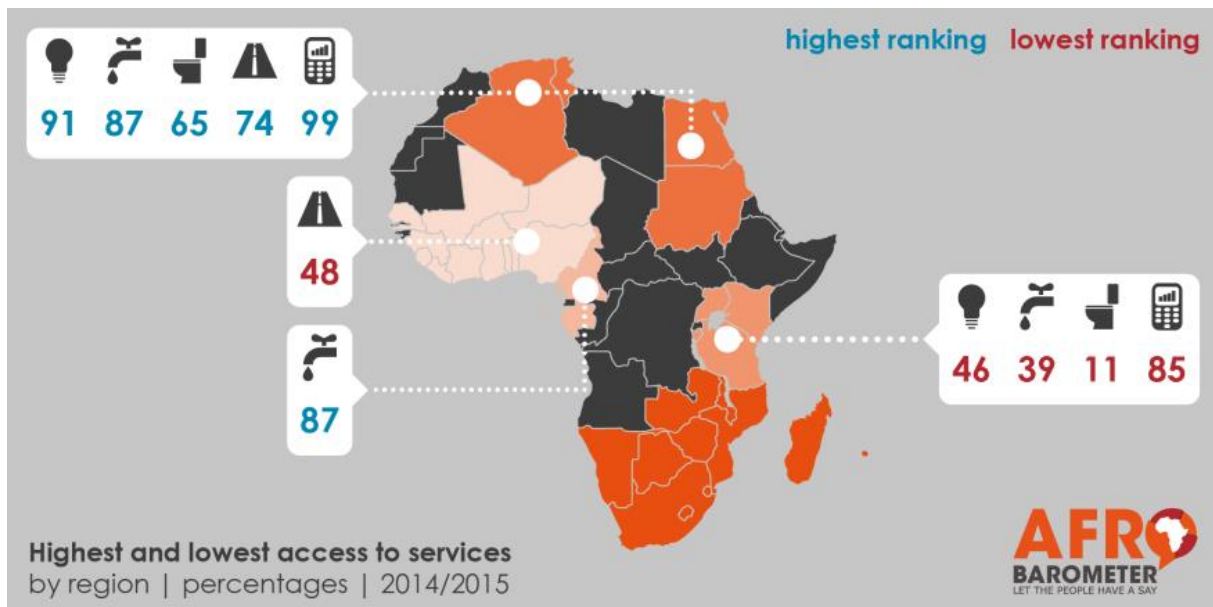 highest ranking lowest ranking
91 87 65 74 99
48
87
46 39 11 85
Highest and lowest access to services
by region | percentages | 2014/2015
AFRO
BAROMETER
LET THE PEOPLE HAVE A SAY